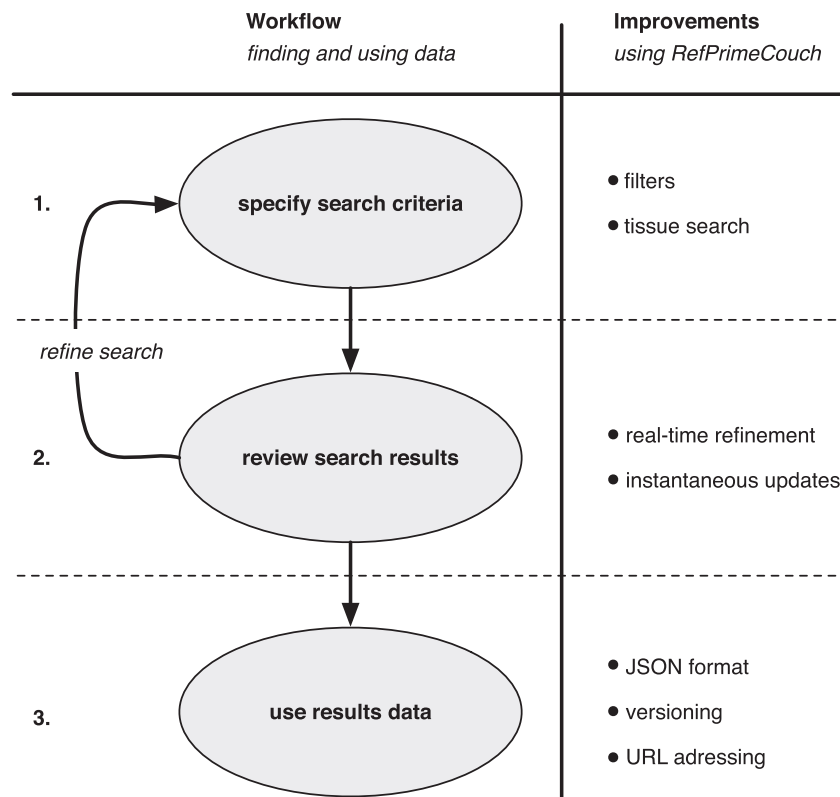 Workflow
finding and using data
Improvements
using RefPrimeCouch
1.
specify search criteria
● filters
● tissue search
refine search
2.
review search results
● real-time refinement
● instantaneous updates
3.
use results data
● JSON format
● versioning
● URL adressing